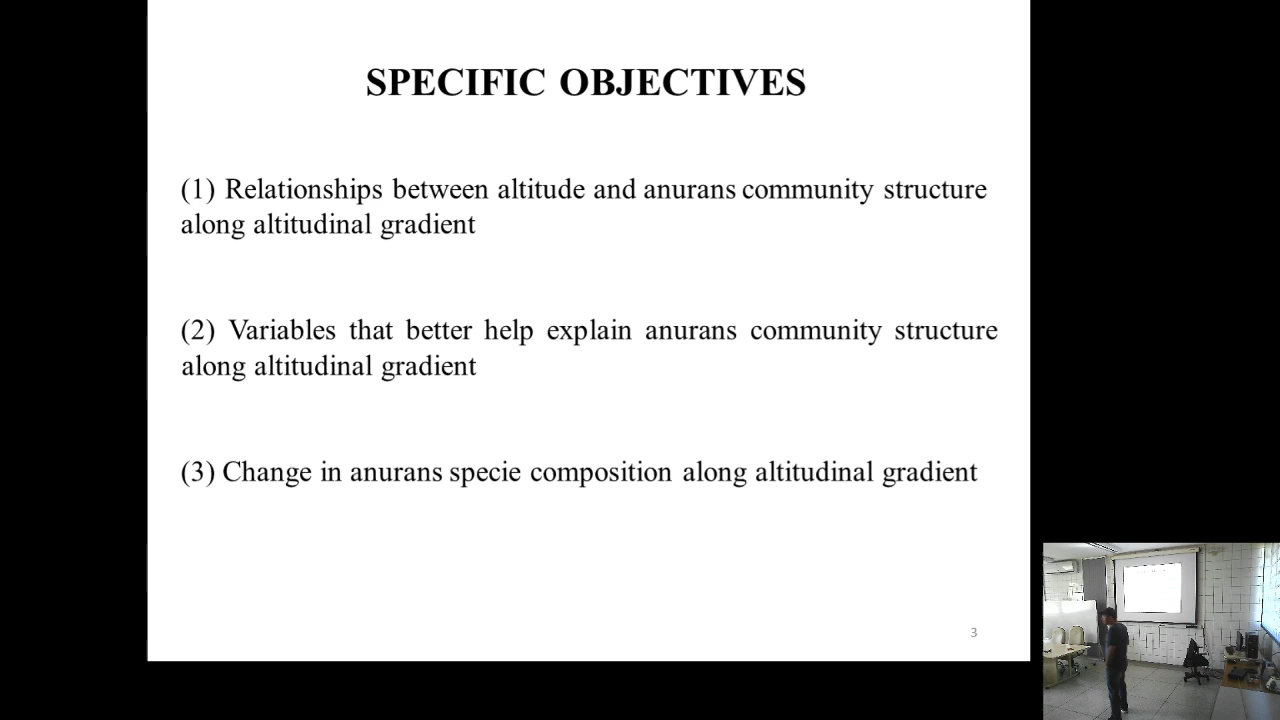 SPECIFIC OBJECTIVES
(1) Relationships between altitude and anurans community structure
along altitudinal gradient
(2) Variables that better help explain anurans community structure
along altitudinal gradient
(3) Change in anurans specie composition along altitudinal gradient
3